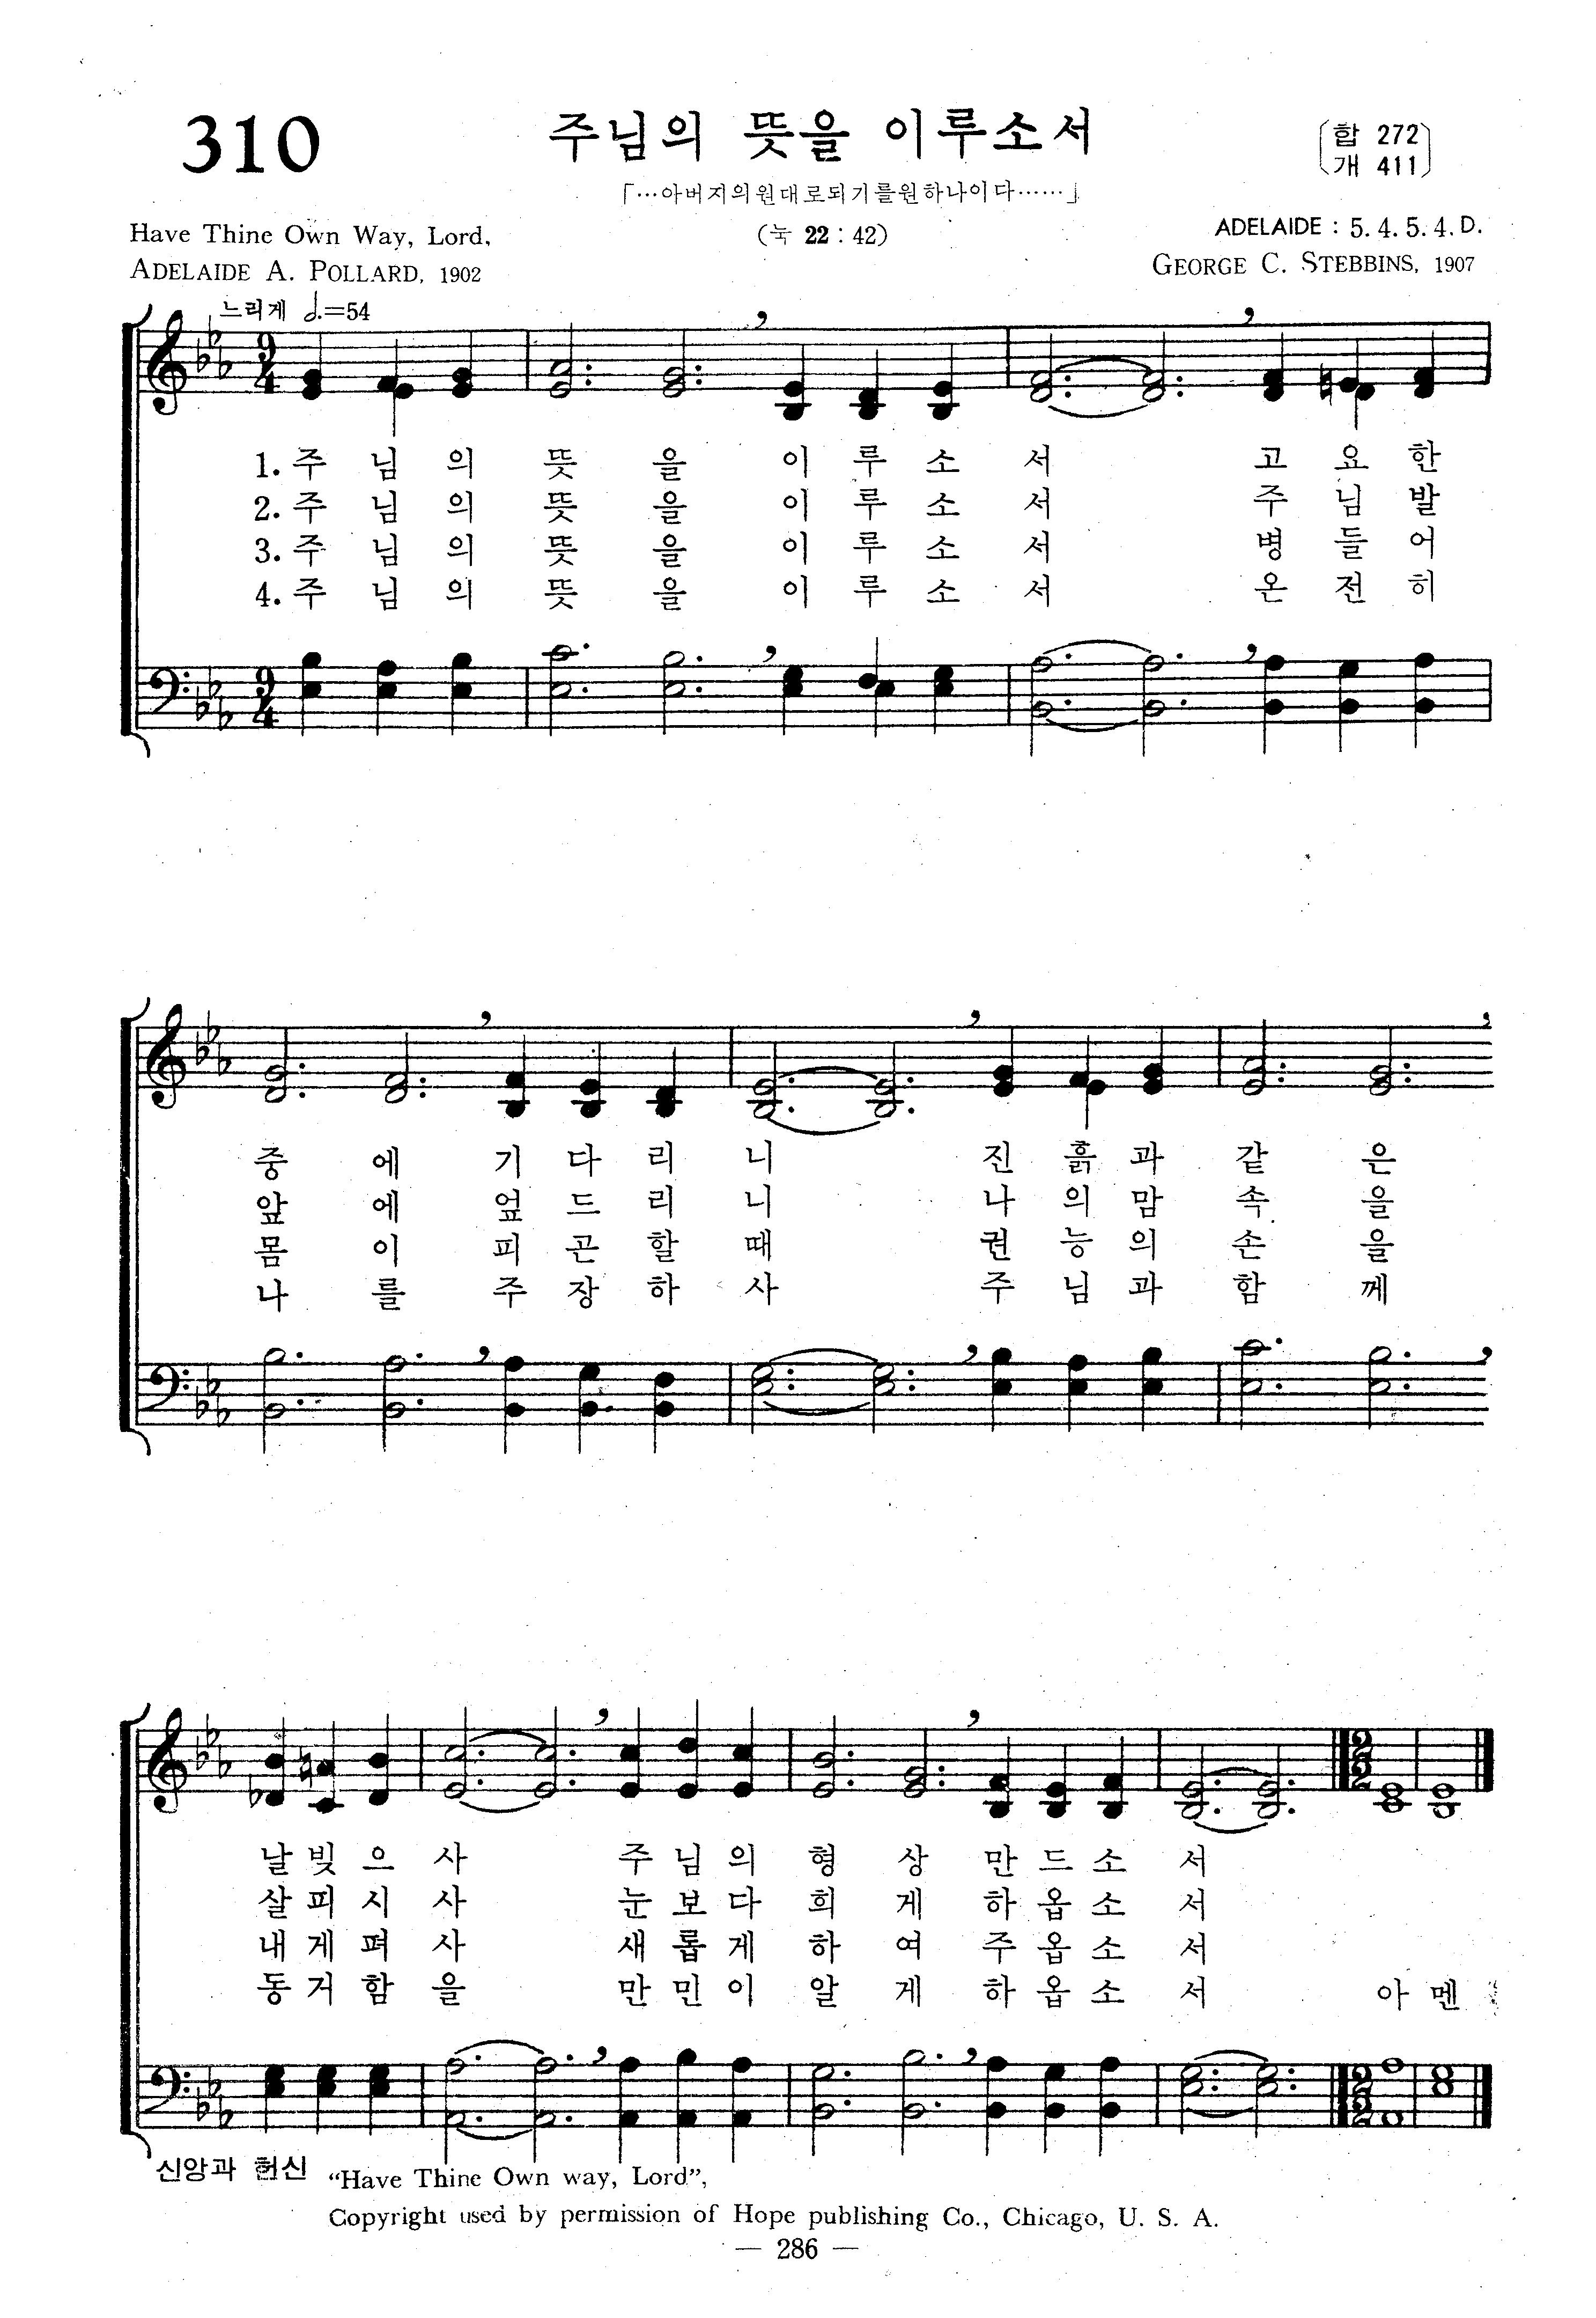 310
주님의 뜻을 이루소서
합 272
개 411
「…아버지의원대로되기를원하나이다……」
Have Thine Own Way, Lord,
(눅 22 : 42)
ADELAIDE : 5. 4. 5. 4. D.
ADELAIDE A. POLLARD, 1902
GEORGE C. STEBBINS, 1907
느리게 𝅗𝅥.=54
9
4
1. 주 님 의 뜻 을 이 루 소 서 고 요 한
2. 주 님 의 뜻 을 이 루 소 서 주 님 발
3. 주 님 의 뜻 을 이 루 소 서 병 들 어
4. 주 님 의 뜻 을 이 루 소 서 온 전 히
9
4
중 에 기 다 리 니 진 흙 과 같 은
앞 에 엎 드 리 니 나 의 맘 속 을
몸 이 피 곤 할 때 권 능 의 손 을
나 를 주 장 하 사 주 님 과 함 께
2
2
날 빚 으 사 주 님 의 형 상 만 드 소 서
살 피 시 사 눈 보 다 희 게 하 옵 소 서
내 게 펴 사 새 롭 게 하 여 주 옵 소 서
동 거 함 을 만 민 이 알 게 하 옵 소 서 아 멘
2
2
신앙과 헌신 “Have Thine Own way, Lord”,
Copyright used by permission of Hope publishing Co., Chicago, U. S. A.
— 286 —